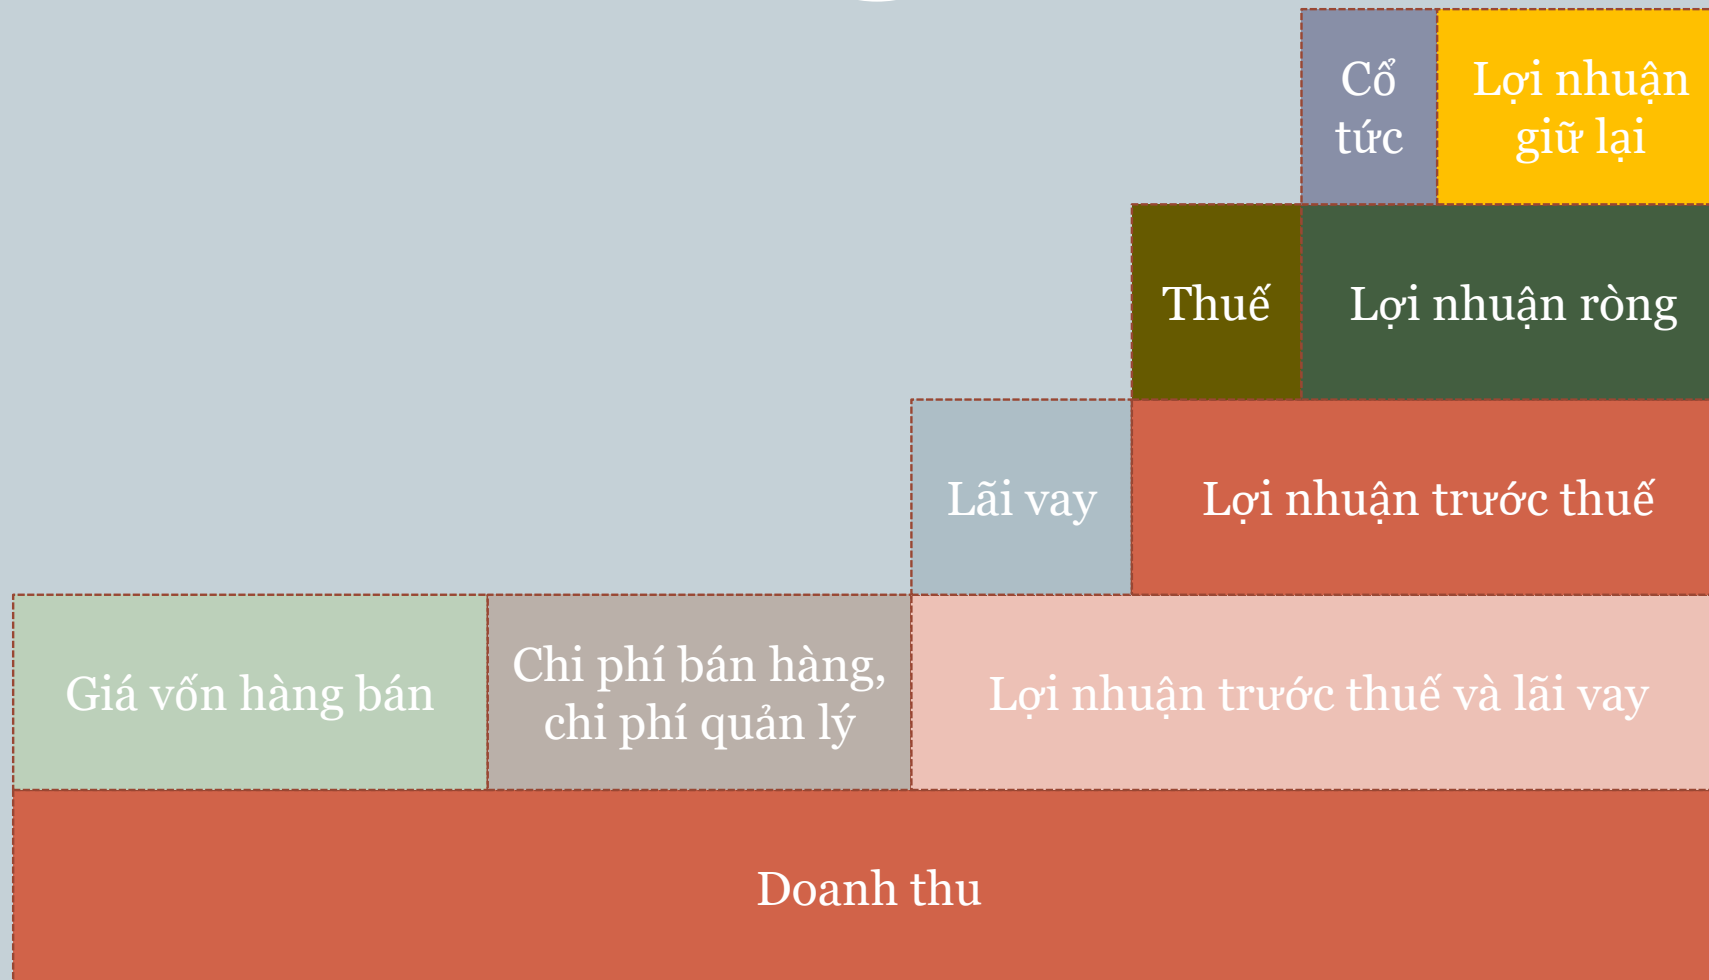 Cổ
tức
Lợi nhuận
giữ lại
Thuế
Lợi nhuận ròng
Lãi vay
Lợi nhuận trước thuế
Giá vốn hàng bán
Chi phí bán hàng,
chi phí quản lý
Lợi nhuận trước thuế và lãi vay
Doanh thu